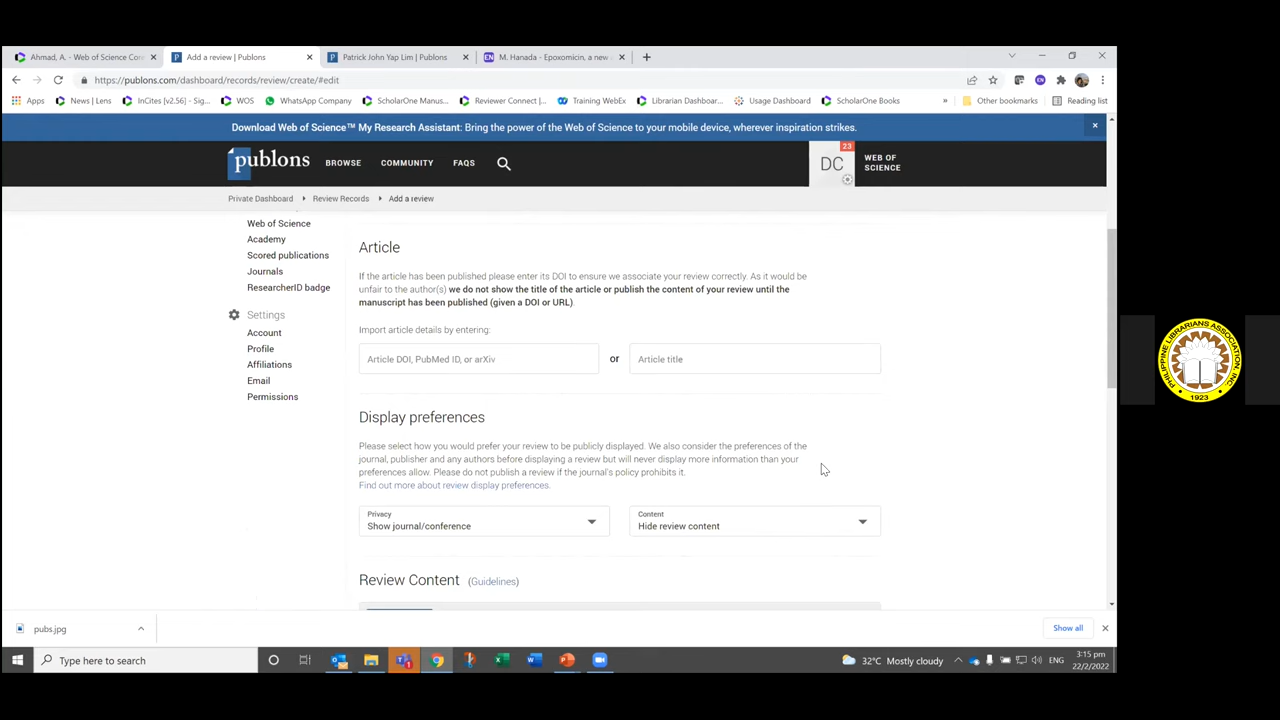 Ahmad, A. - Web of Science Cor
Add a review | Publons
Patrick John Yap Lim | Publons
M. Hanada - Epoxomicin, a new
https://publons.com/dashboard/records/review/create/#edit
Apps
News | Lens
InCites [v2.56] - Sig...
WOS
WhatsApp Company
ScholarOne Manus...
Reviewer Connect |...
Training WebEx
Librarian Dashboar...
Usage Dashboard
ScholarOne Books
»
Other bookmarks
Reading list
Download Web of Science™ My Research Assistant: Bring the power of the Web of Science to your mobile device, wherever inspiration strikes.
publons
BROWSE
COMMUNITY
FAQS
DC
23
WEB OF
SCIENCE
Private Dashboard
Review Records
Add a review
Web of Science
Academy
Scored publications
Journals
ResearcherID badge
Settings
Account
Profile
Affiliations
Email
Permissions
Article
If the article has been published please enter its DOI to ensure we associate your review correctly. As it would be
unfair to the author(s) we do not show the title of the article or publish the content of your review until the
manuscript has been published (given a DOI or URL).
Import article details by entering:
Article DOI, PubMed ID, or arXiv
or
Article title
Display preferences
Please select how you would prefer your review to be publicly displayed. We also consider the preferences of the
journal, publisher and any authors before displaying a review but will never display more information than your
preferences allow. Please do not publish a review if the journal's policy prohibits it.
Find out more about review display preferences.
Privacy
Show journal/conference
Content
Hide review content
Review Content (Guidelines)
pubs.jpg
Show all
Type here to search
32°C Mostly cloudy
ENG
3:15 pm
22/2/2022
PHILIPPINE LIBRARIANS ASSOCIATION, INC.
1923